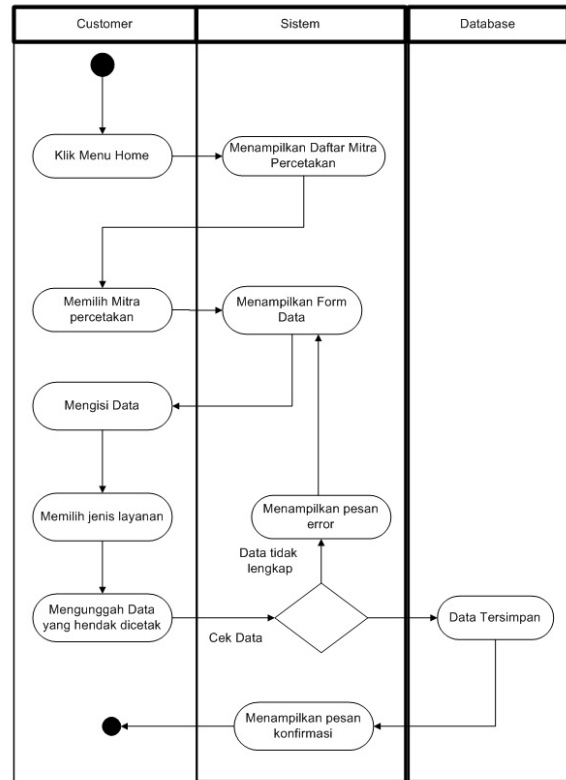 Customer
Sistem
Database
Klik Menu Home
Menampilkan Daftar Mitra
Percetakan
Memilih Mitra
percetakan
Menampilkan Form
Data
Mengisi Data
Memilih jenis layanan
Menampilkan pesan
error
Data tidak
lengkap
Mengunggah Data
yang hendak dicetak
Cek Data
Data Tersimpan
Menampilkan pesan
konfirmasi